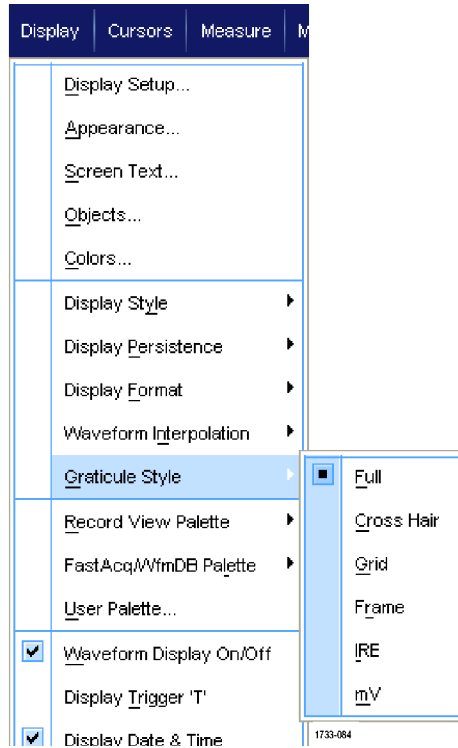 Display Cursors Measure M
Display Setup...
Appearance...
Screen Text...
Objects...
Colors...
Display Style
Display Persistence
Display Format
Waveform Interpolation
Graticule Style
Full
Cross Hair
Grid
Frame
IRE
mV
Record View Palette
FastAcq/WfmDB Palette
User Palette...
Waveform Display On/Off
Display Trigger 'T'
Display Date & Time
1733-084